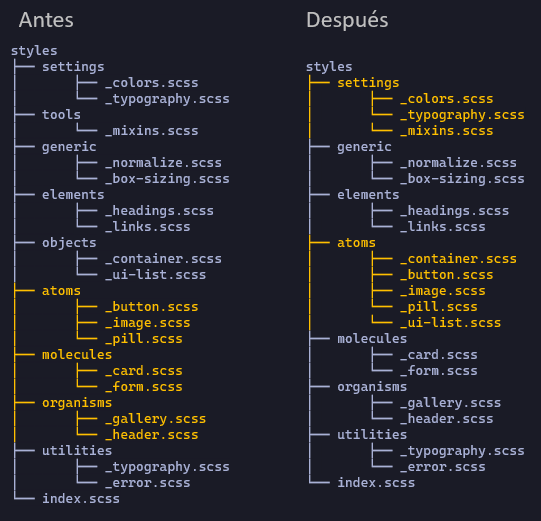 Antes
styles
├── settings
│       ├── _colors.scss
│       └── _typography.scss
├── tools
│       └── _mixins.scss
├── generic
│       ├── _normalize.scss
│       └── _box-sizing.scss
├── elements
│       ├── _headings.scss
│       └── _links.scss
├── objects
│       ├── _container.scss
│       └── _ui-list.scss
├── atoms
│       ├── _button.scss
│       ├── _image.scss
│       └── _pill.scss
├── molecules
│       ├── _card.scss
│       └── _form.scss
├── organisms
│       ├── _gallery.scss
│       └── _header.scss
├── utilities
│       ├── _typography.scss
│       └── _error.scss
└── index.scss
Después
styles
├── settings
│       ├── _colors.scss
│       ├── _typography.scss
│       └── _mixins.scss
├── generic
│       ├── _normalize.scss
│       └── _box-sizing.scss
├── elements
│       ├── _headings.scss
│       └── _links.scss
├── atoms
│       ├── _container.scss
│       ├── _button.scss
│       ├── _image.scss
│       └── _pill.scss
│       └── _ui-list.scss
├── molecules
│       ├── _card.scss
│       └── _form.scss
├── organisms
│       ├── _gallery.scss
│       └── _header.scss
├── utilities
│       ├── _typography.scss
│       └── _error.scss
└── index.scss